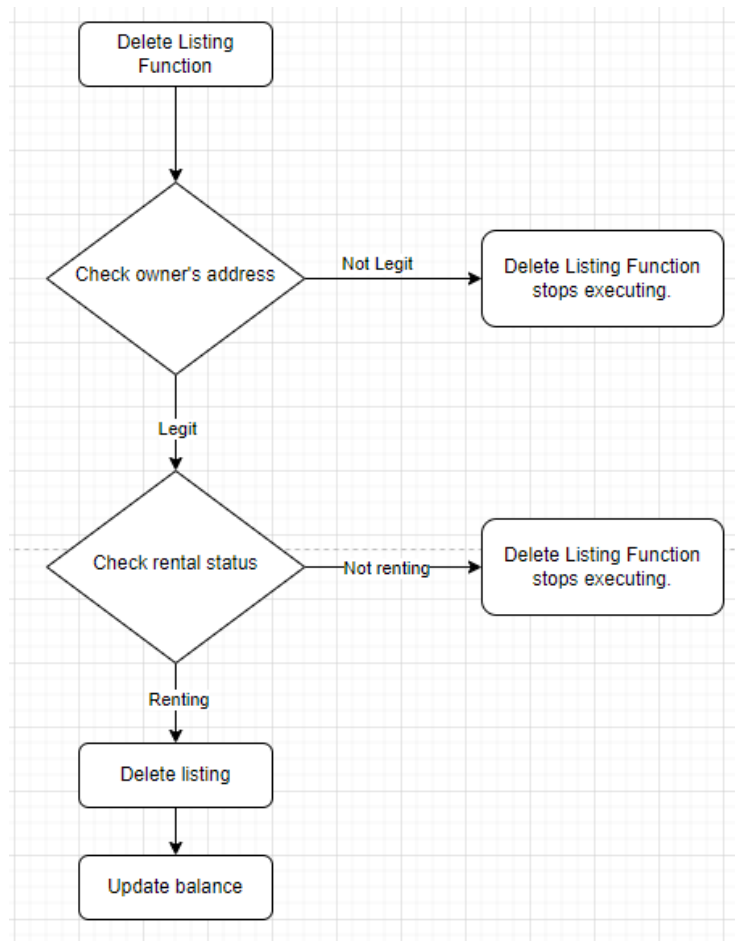 Delete Listing
Function
Check owner's address
Not Legit
Delete Listing Function
stops executing.
Legit
Check rental status
Not renting
Delete Listing Function
stops executing.
Renting
Delete listing
Update balance